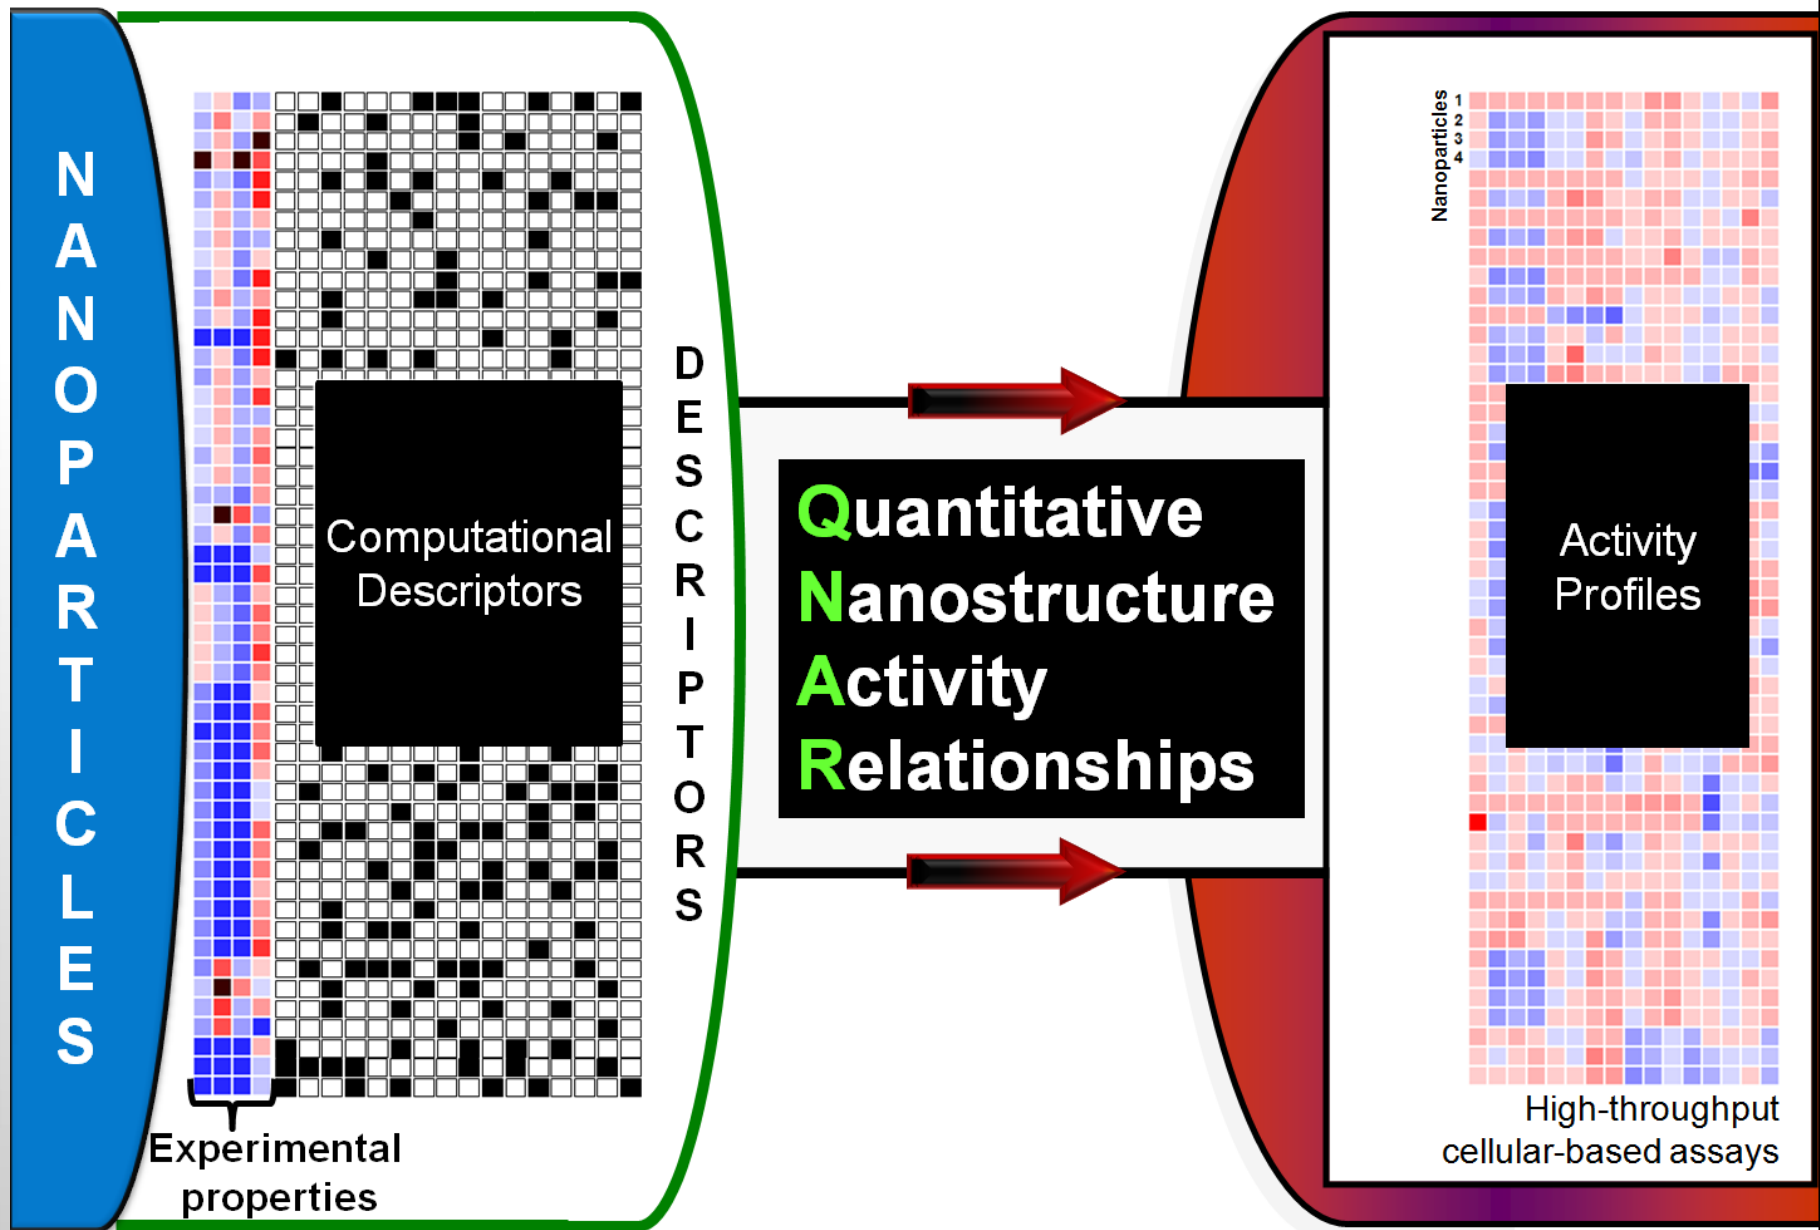 NANOPARTICLES
Computational
Descriptors
Experimental
properties
DESCRIPTORS
Quantitative
Nanostructure
Activity
Relationships
Nanoparticles
1
2
3
4
Activity
Profiles
High-throughput
cellular-based assays